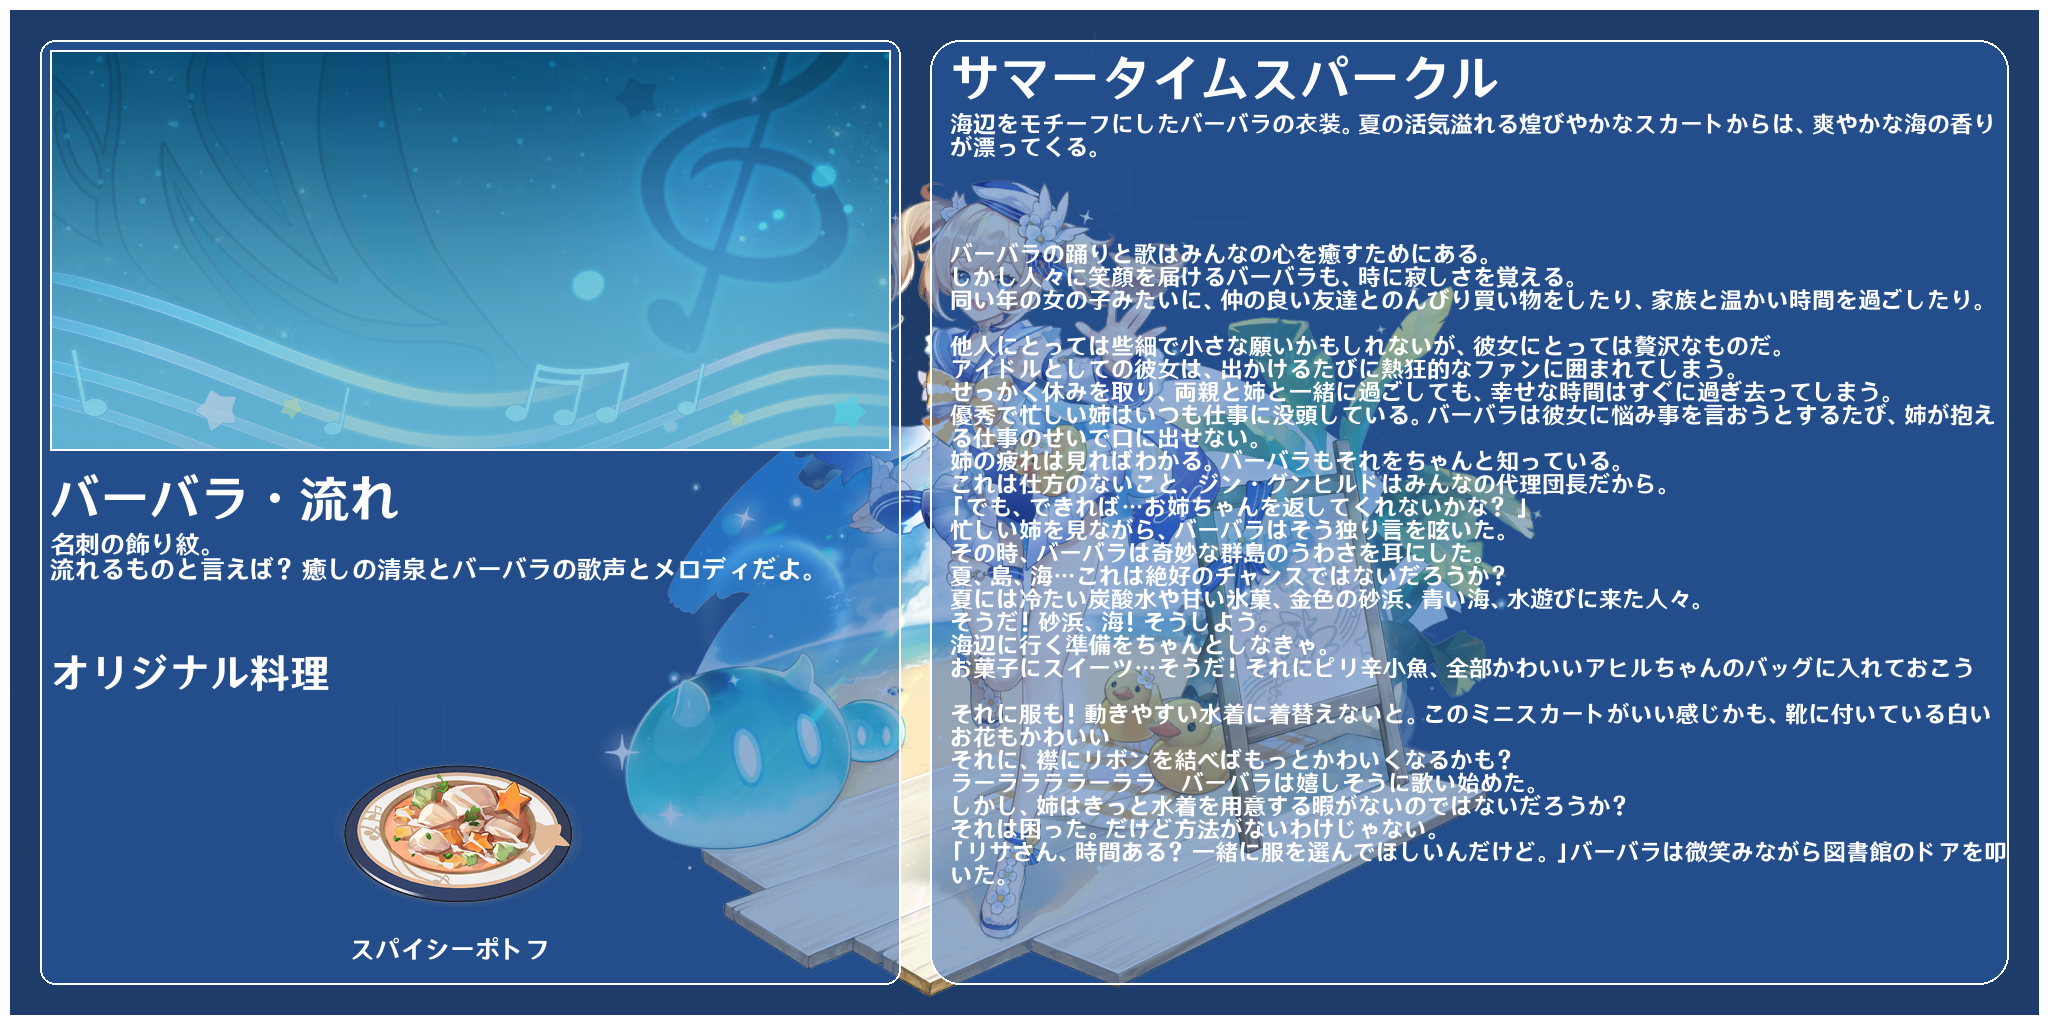 バーバラ・流れ
名刺の飾り紋。
流れるものと言えば？癒しの清泉とバーバラの歌声とメロディだよ。
オリジナル料理
スパイシーポトフ
サマータイムスパークル
海辺をモチーフにしたバーバラの衣装。夏の活気溢れる煌びやかなスカートからは、爽やかな海の香り
が漂ってくる。
バーバラの踊りと歌はみんなの心を癒すためにある。
しかし人々に笑顔を届けるバーバラも、時に寂しさを覚える。
同い年の女の子みたいに、仲の良い友達とのんびり買い物をしたり、家族と温かい時間を過ごしたり。
他人にとっては些細で小さな願いかもしれないが、彼女にとっては贅沢なものだ。
アイドルとしての彼女は、出かけるたびに熱狂的なファンに囲まれてしまう。
せっかく休みを取り、両親と姉と一緒に過ごしても、幸せな時間はすぐに過ぎ去ってしまう。
優秀で忙しい姉はいつも仕事に没頭している。バーバラは彼女に悩み事を言おうとするたび、姉が抱え
る仕事のせいで口に出せない。
姉の疲れは見ればわかる。バーバラもそれをちゃんと知っている。
これは仕方のないこと、ジン・グンヒルドはみんなの代理団長だから。
「でも、できれば…お姉ちゃんを返してくれないかな？」
忙しい姉を見ながら、バーバラはそう独り言を呟いた。
その時、バーバラは奇妙な群島のうわさを耳にした。
夏、島、海…これは絶好のチャンスではないだろうか？
夏には冷たい炭酸水や甘い氷菓、金色の砂浜、青い海、水遊びに来た人々。
そうだ！砂浜、海！そうしよう。
海辺に行く準備をちゃんとしなきゃ。
お菓子にスイーツ…そうだ！それにピリ辛小魚、全部かわいいアヒルちゃんのバッグに入れておこう
それに服も！動きやすい水着に着替えないと。このミニスカートがいい感じかも、靴に付いている白い
お花もかわいい
それに、襟にリボンを結べばもっとかわいくなるかも？
ラーララララーララ　バーバラは嬉しそうに歌い始めた。
しかし、姉はきっと水着を用意する暇がないのではないだろうか？
それは困った。だけど方法がないわけじゃない。
「リサさん、時間ある？一緒に服を選んでほしいんだけど。」バーバラは微笑みながら図書館のドアを叩
いた。